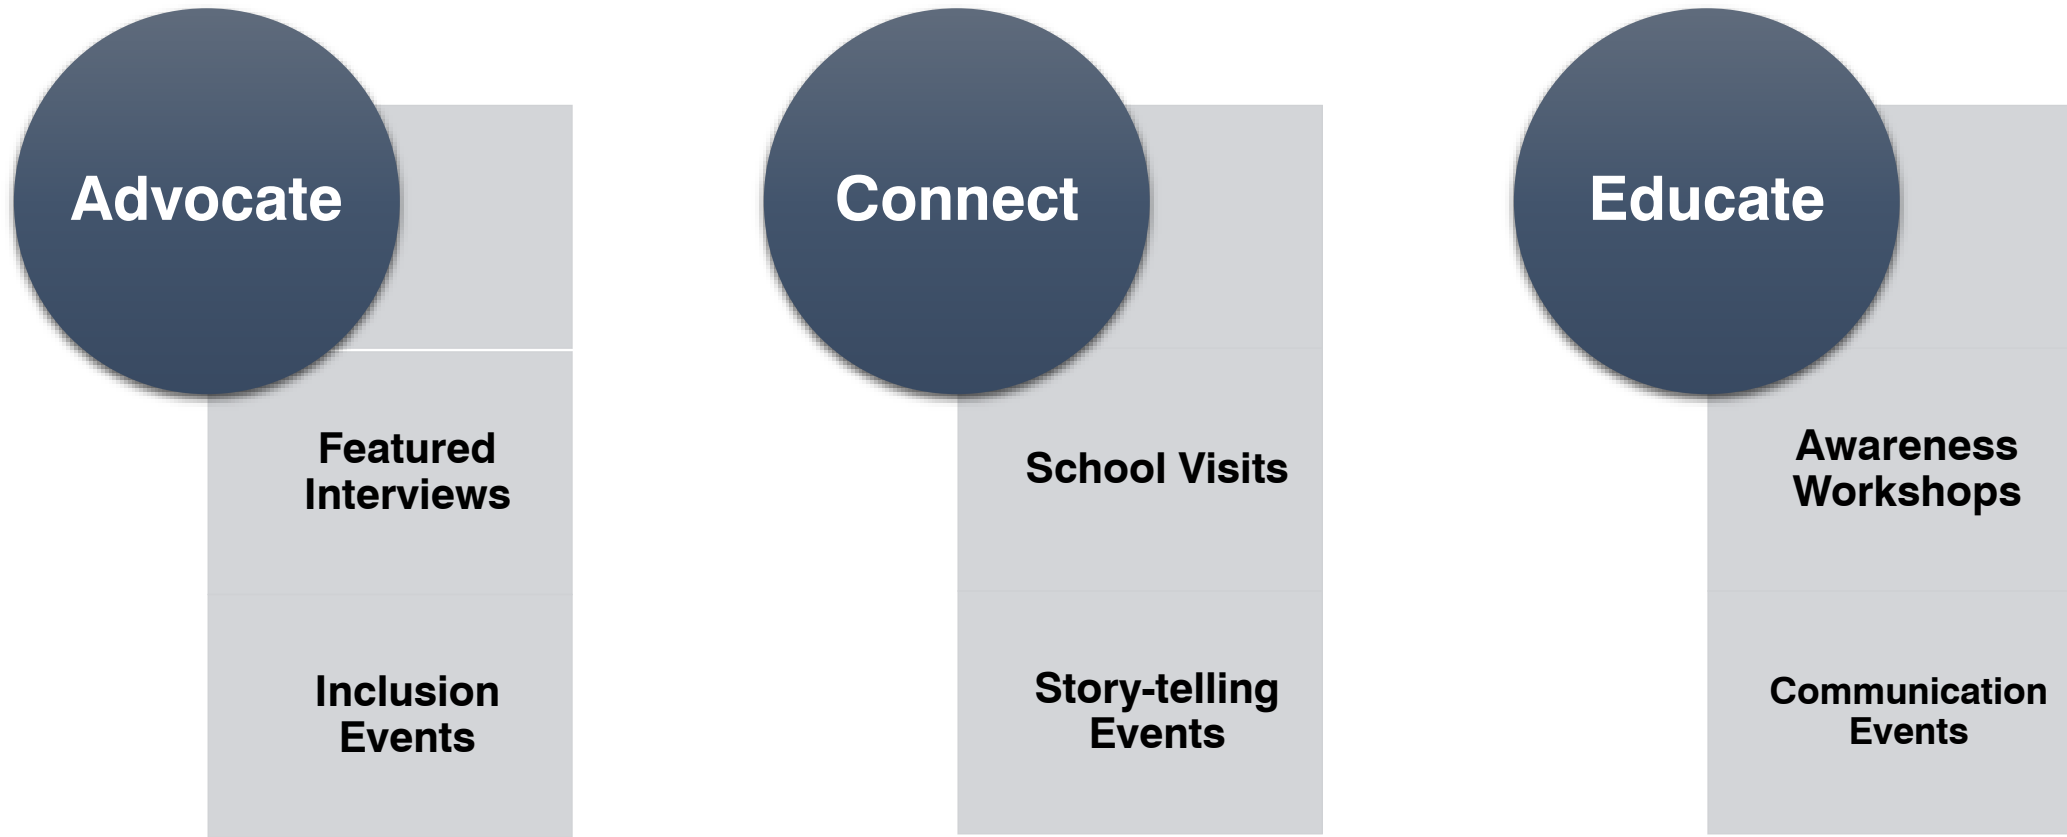 Advocate
Featured
Interviews
Inclusion
Events
Connect
School Visits
Story-telling
Events
Educate
Awareness
Workshops
Communication
Events